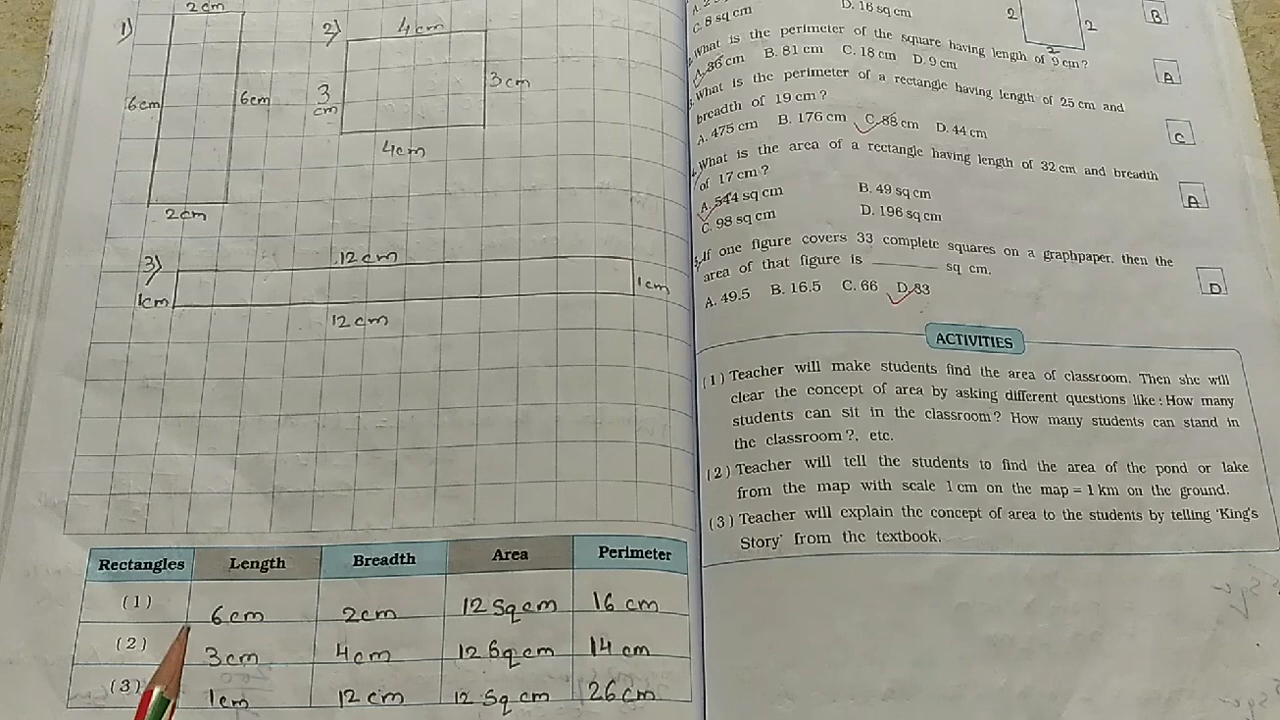 1)
2cm
6cm
6cm
2cm
2)
4cm
3
cm
3cm
4cm
3)
12cm
1cm
1cm
12cm
Rectangles Length Breadth Area Perimeter
(1) 6cm 2cm 12 Sq cm 16 cm
(2) 3cm 4cm 12 Sq cm 14 cm
(3) 1cm 12cm 12 Sq cm 26cm
C. 8 sq cm D. 16 sq cm
2
2
2
B
What is the perimeter of the square having length of 9 cm?
A. 36 cm B. 81 cm C. 18 cm D. 9 cm
A
What is the perimeter of a rectangle having length of 25 cm and
breadth of 19 cm?
A. 475 cm B. 176 cm C. 88 cm D. 44 cm
C
What is the area of a rectangle having length of 32 cm and breadth
of 17 cm?
A. 544 sq cm B. 49 sq cm
C. 98 sq cm D. 196 sq cm
A
If one figure covers 33 complete squares on a graphpaper, then the
area of that figure is ______ sq cm.
A. 49.5 B. 16.5 C. 66 D. 33
D
ACTIVITIES
(1) Teacher will make students find the area of classroom. Then she will
clear the concept of area by asking different questions like : How many
students can sit in the classroom? How many students can stand in
the classroom?, etc.
(2) Teacher will tell the students to find the area of the pond or lake
from the map with scale 1 cm on the map = 1 km on the ground.
(3) Teacher will explain the concept of area to the students by telling 'King's
Story' from the textbook.